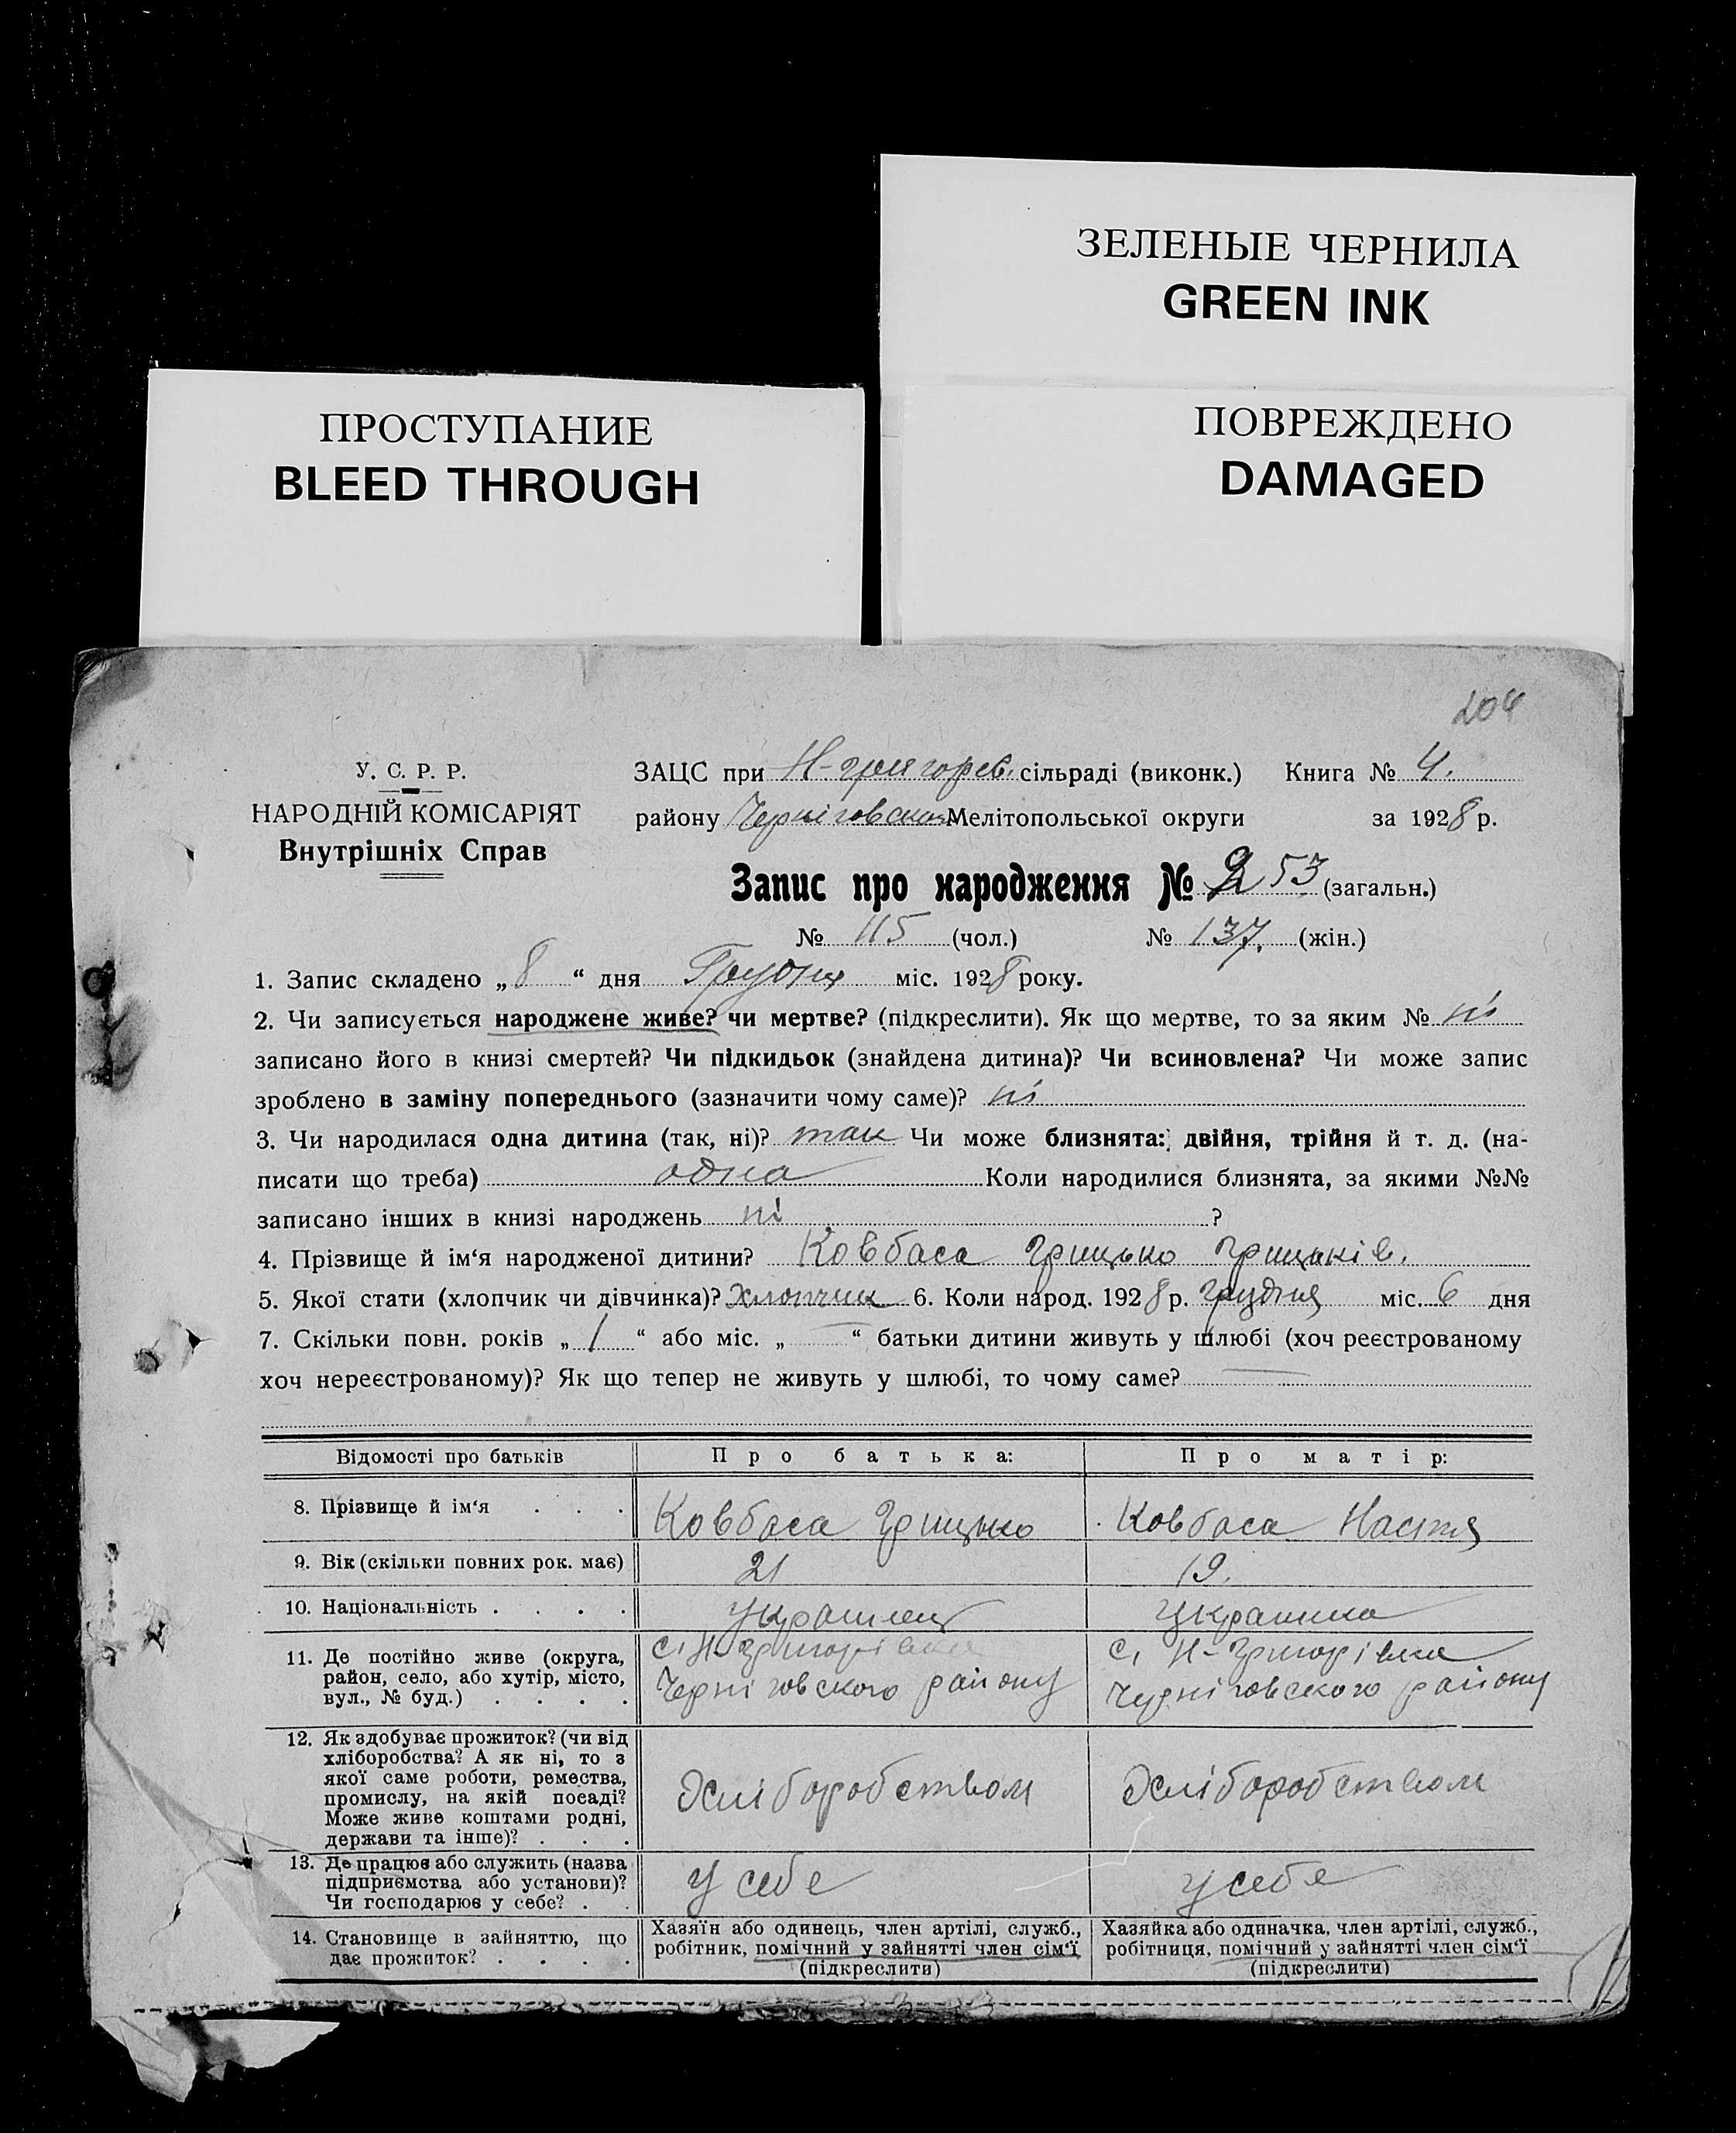 ЗЕЛЕНЫЕ ЧЕРНИЛА
GREEN INK
ПРОСТУПАНИЕ
BLEED THROUGH
ПОВРЕЖДЕНО
DAMAGED
204
У. С. Р. Р.
НАРОДНІЙ КОМІСАРІЯТ
Внутрішніх Справ
ЗАЦС при Н-григорев. сільраді (виконк.) Книга № 4.
району Черніговського Мелітопольської округи за 1928 р.
Запис про народження № 253 (загальн.)
№ 115 (чол.) № 137. (жін.)
1. Запис складено „8“ дня Грудня міс. 1928 року.
2. Чи записується народжене живе? чи мертве? (підкреслити). Як що мертве, то за яким № ні
записано його в книзі смертей? Чи підкидьок (знайдена дитина)? Чи всиновлена? Чи може запис
зроблено в заміну попереднього (зазначити чому саме)? ні
3. Чи народилася одна дитина (так, ні)? так Чи може близнята: двійня, трійня й т. д. (на-
писати що треба) одна Коли народилися близнята, за якими №№
записано інших в книзі народжень ні ?
4. Прізвище й ім‘я народженої дитини? Ковбаса Грицько Грицьків.
5. Якої стати (хлопчик чи дівчинка)? Хлопчик 6. Коли народ. 1928 р. Грудня міс. 6 дня
7. Скільки повн. років „1“ або міс. „—“ батьки дитини живуть у шлюбі (хоч реєстрованому
хоч нереєстрованому)? Як що тепер не живуть у шлюбі, то чому саме? —
Відомості про батьків Про батька: Про матір:
8. Прізвище й ім‘я . . . Ковбаса Грицько Ковбаса Настя
9. Вік (скільки повних рок. має) 21 19.
10. Національність . . . . Українец Українка
11. Де постійно живе (округа, район, село, або хутір, місто, вул., № буд.) . . . .
с. Н-Григорівка
Черніговского району
с. Н-Григорівка
Черніговского району
12. Як здобуває прожиток? (чи від
хліборобства? А як ні, то з
якої саме роботи, ремества,
промислу, на якій посаді?
Може живе коштами родні,
держави та інше)? . . .
Хліборобством Хліборобством
13. Де працює або служить (назва
підприємства або установи)?
Чи господарює у себе? . .
У себе у себе
14. Становище в зайняттю, що
дає прожиток? . . . .
Хазяїн або одинець, член артілі, служб.,
робітник, помічний у зайнятті член сім‘ї
(підкреслити)
Хазяйка або одиначка, член артілі, служб.,
робітниця, помічний у зайнятті член сім‘ї
(підкреслити)